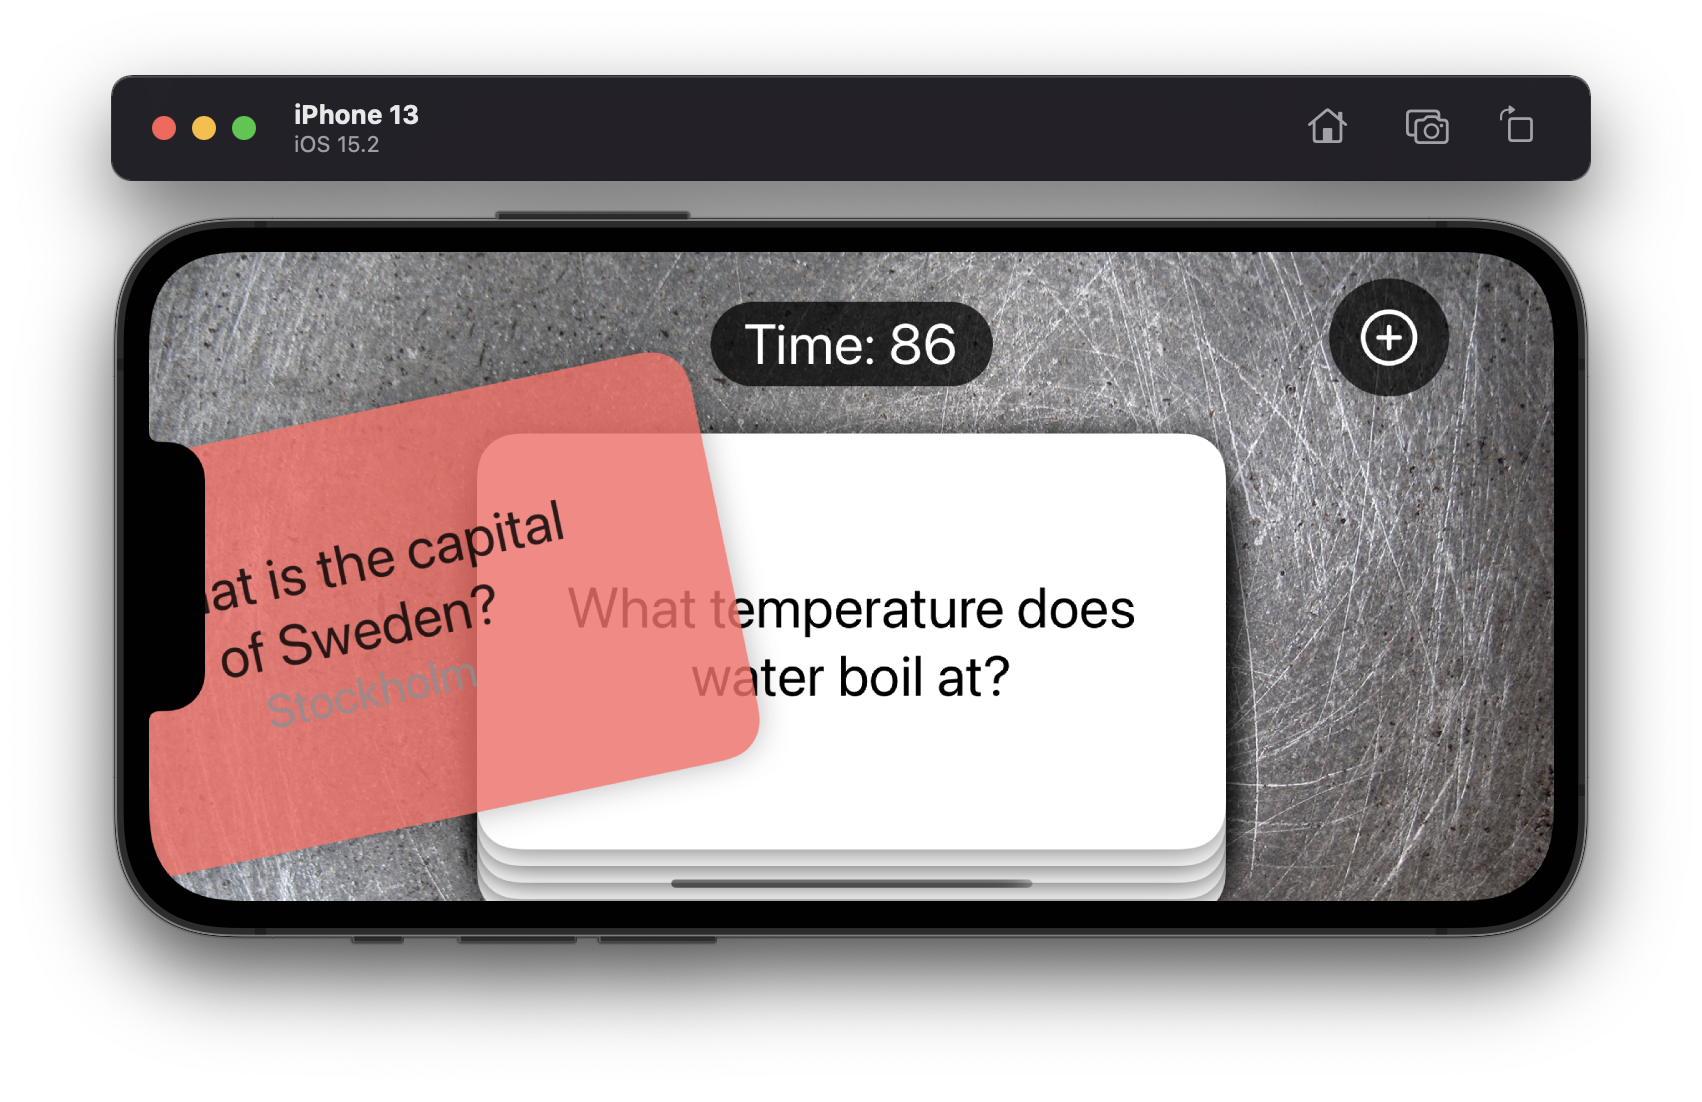 iPhone 13
iOS 15.2
Time: 86
at is the capital
of Sweden?
Stockholm
What temperature does
water boil at?